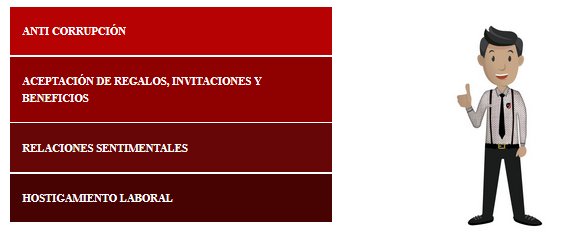 ANTI CORRUPCIÓN
ACEPTACIÓN DE REGALOS, INVITACIONES Y
BENEFICIOS
RELACIONES SENTIMENTALES
HOSTIGAMIENTO LABORAL